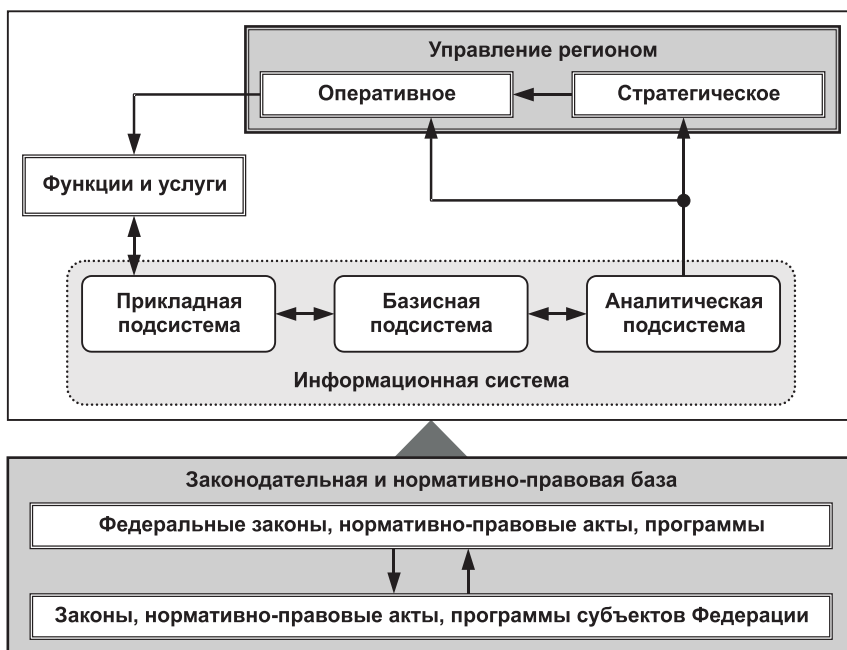 Управление регионом
Оперативное
Стратегическое
Функции и услуги
Прикладная
подсистема
Базисная
подсистема
Аналитическая
подсистема
Информационная система
Законодательная и нормативно-правовая база
Федеральные законы, нормативно-правовые акты, программы
Законы, нормативно-правовые акты, программы субъектов Федерации